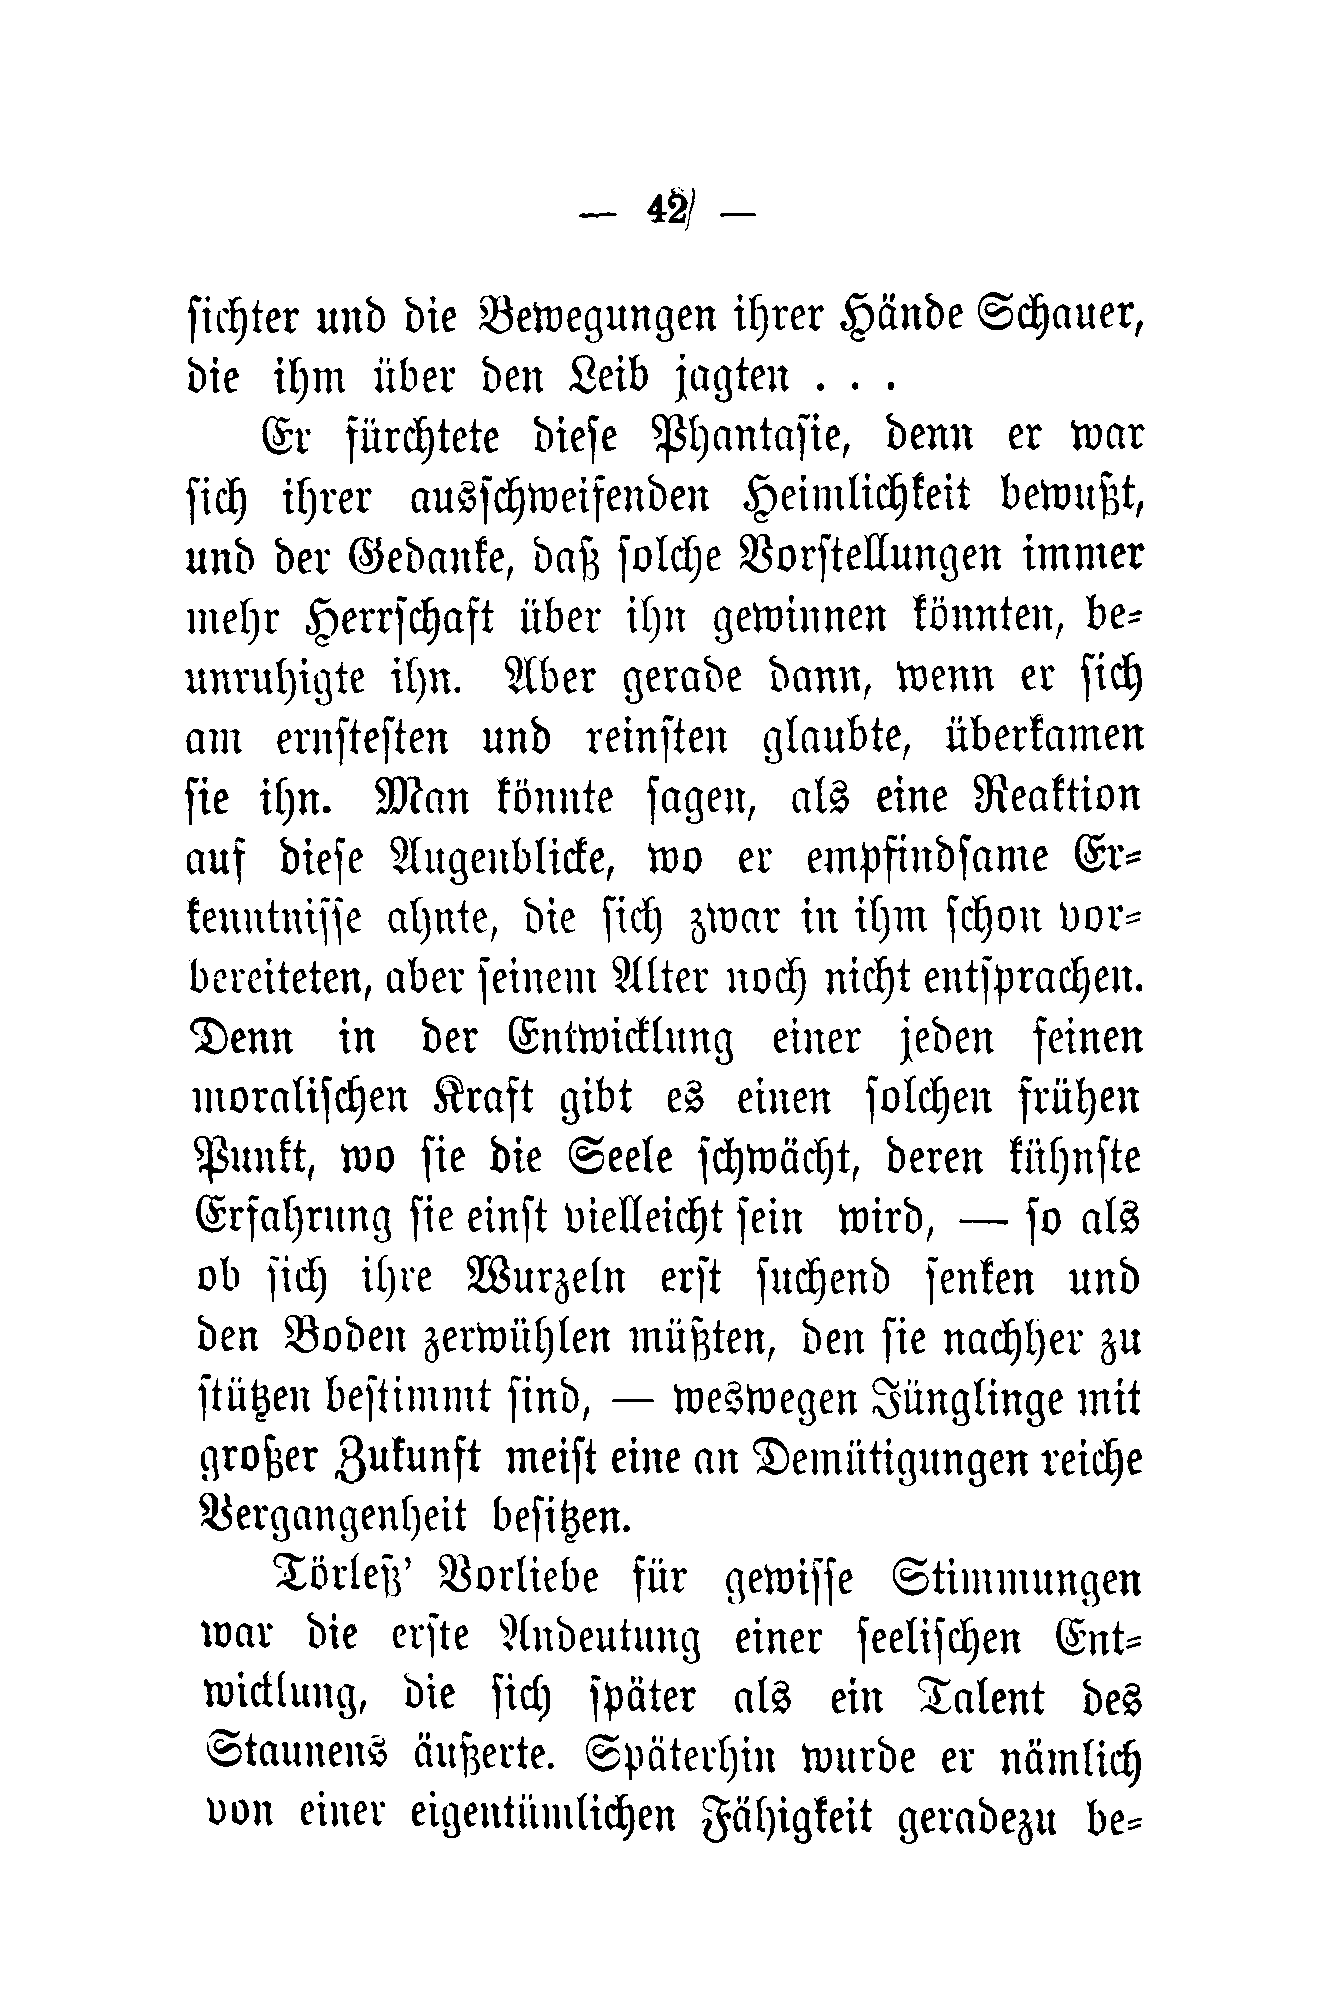 — 42 —
sichter und die Bewegungen ihrer Hände Schauer,
die ihm über den Leib jagten . . .
Er fürchtete diese Phantasie, denn er war
sich ihrer ausschweifenden Heimlichkeit bewußt,
und der Gedanke, daß solche Vorstellungen immer
mehr Herrschaft über ihn gewinnen könnten, be-
unruhigte ihn. Aber gerade dann, wenn er sich
am ernstesten und reinsten glaubte, überkamen
sie ihn. Man könnte sagen, als eine Reaktion
auf diese Augenblicke, wo er empfindsame Er-
kenntnisse ahnte, die sich zwar in ihm schon vor-
bereiteten, aber seinem Alter noch nicht entsprachen.
Denn in der Entwicklung einer jeden feinen
moralischen Kraft gibt es einen solchen frühen
Punkt, wo sie die Seele schwächt, deren kühnste
Erfahrung sie einst vielleicht sein wird, — so als
ob sich ihre Wurzeln erst suchend senken und
den Boden zerwühlen müßten, den sie nachher zu
stützen bestimmt sind, — weswegen Jünglinge mit
großer Zukunft meist eine an Demütigungen reiche
Vergangenheit besitzen.
Törleß' Vorliebe für gewisse Stimmungen
war die erste Andeutung einer seelischen Ent-
wicklung, die sich später als ein Talent des
Staunens äußerte. Späterhin wurde er nämlich
von einer eigentümlichen Fähigkeit geradezu be-